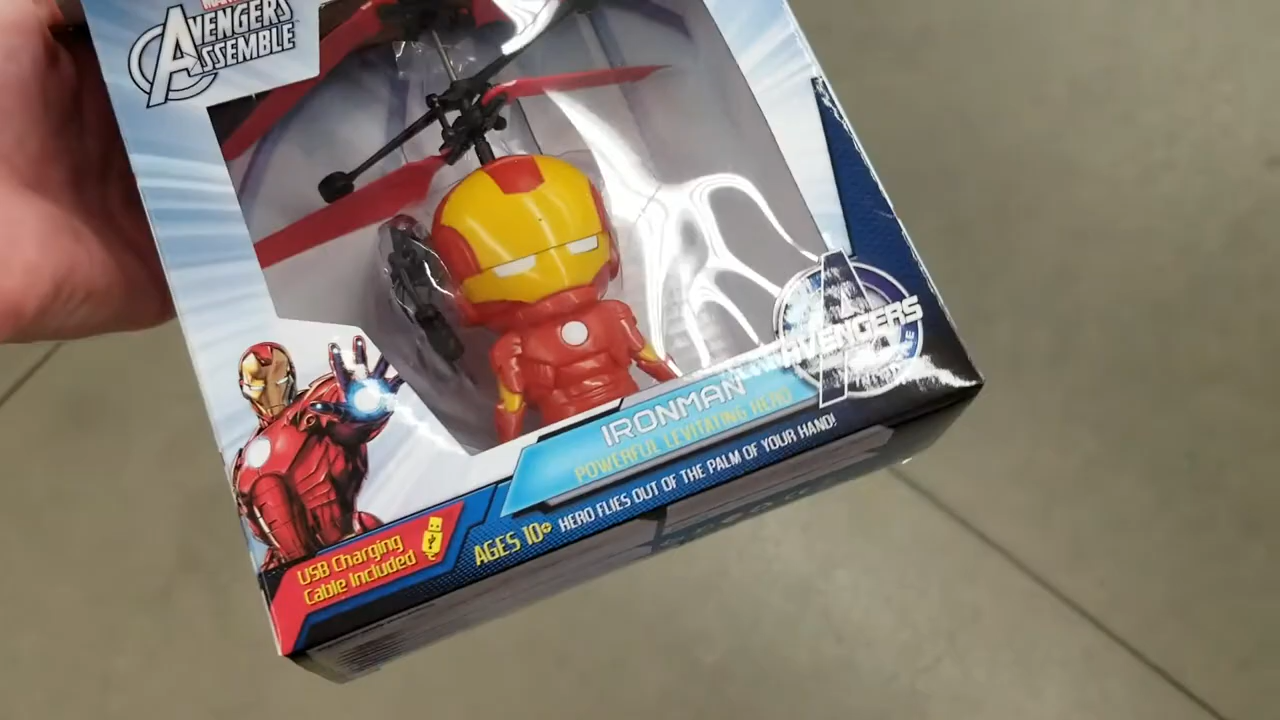 MARVEL
AVENGERS
ASSEMBLE
AVENGERS
IRONMAN
POWERFUL LEVITATING HERO
HERO FLIES OUT OF THE PALM OF YOUR HAND!
AGES 10+
USB Charging
Cable Included